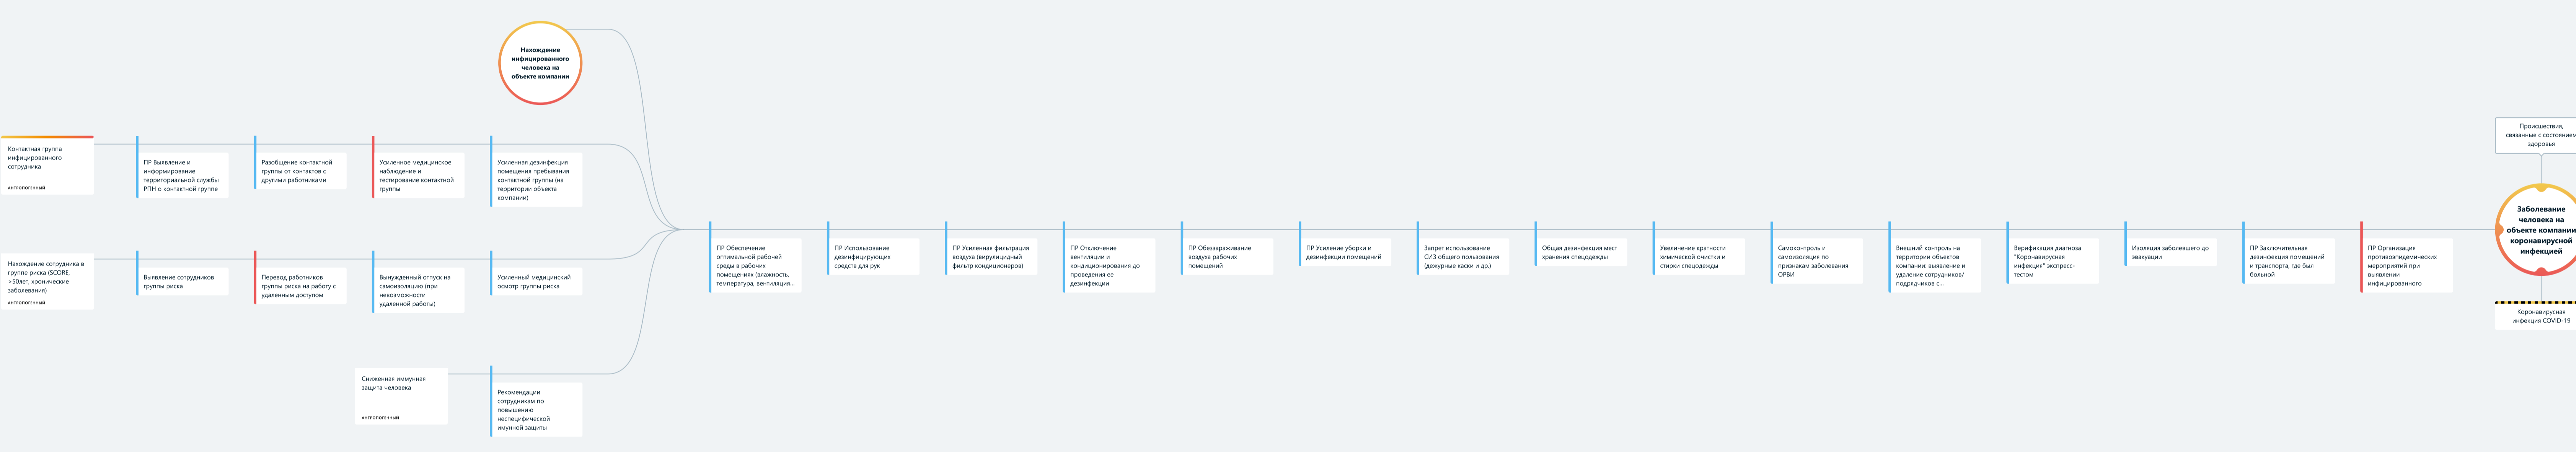 Нахождение
инфицированного
человека на
объекте компании
Контактная группа
инфицированного
сотрудника
АНТРОПОГЕННЫЙ
ПР Выявление и
информирование
территориальной службы
РПН о контактной группе
Разобщение контактной
группы от контактов с
другими работниками
Усиленное медицинское
наблюдение и
тестирование контактной
группы
Усиленная дезинфекция
помещения пребывания
контактной группы (на
территории объекта
компании)
Нахождение сотрудника в
группе риска (SCORE,
>50лет, хронические
заболевания)
АНТРОПОГЕННЫЙ
Выявление сотрудников
группы риска
Перевод работников
группы риска на работу с
удаленным доступом
Вынужденный отпуск на
самоизоляцию (при
невозможности
удаленной работы)
Усиленный медицинский
осмотр группы риска
Сниженная иммунная
защита человека
АНТРОПОГЕННЫЙ
Рекомендации
сотрудникам по
повышению
неспецифической
имунной защиты
ПР Обеспечение
оптимальной рабочей
среды в рабочих
помещениях (влажность,
температура, вентиляция...
ПР Использование
дезинфицирующих
средств для рук
ПР Усиленная фильтрация
воздуха (вирулицидный
фильтр кондиционеров)
ПР Отключение
вентиляции и
кондиционирования до
проведения ее
дезинфекции
ПР Обеззараживание
воздуха рабочих
помещений
ПР Усиление уборки и
дезинфекции помещений
Запрет использование
СИЗ общего пользования
(дежурные каски и др.)
Общая дезинфекция мест
хранения спецодежды
Увеличение кратности
химической очистки и
стирки спецодежды
Самоконтроль и
самоизоляция по
признакам заболевания
ОРВИ
Внешний контроль на
территории объектов
компании: выявление и
удаление сотрудников/
подрядчиков с...
Верификация диагноза
"Коронавирусная
инфекция" экспресс-
тестом
Изоляция заболевшего до
эвакуации
ПР Заключительная
дезинфекция помещений
и транспорта, где был
больной
ПР Организация
противоэпидемических
мероприятий при
выявлении
инфицированного
Происшествия,
связанные с состоянием
здоровья
Заболевание
человека на
объекте компании
коронавирусной
инфекцией
Коронавирусная
инфекция COVID-19